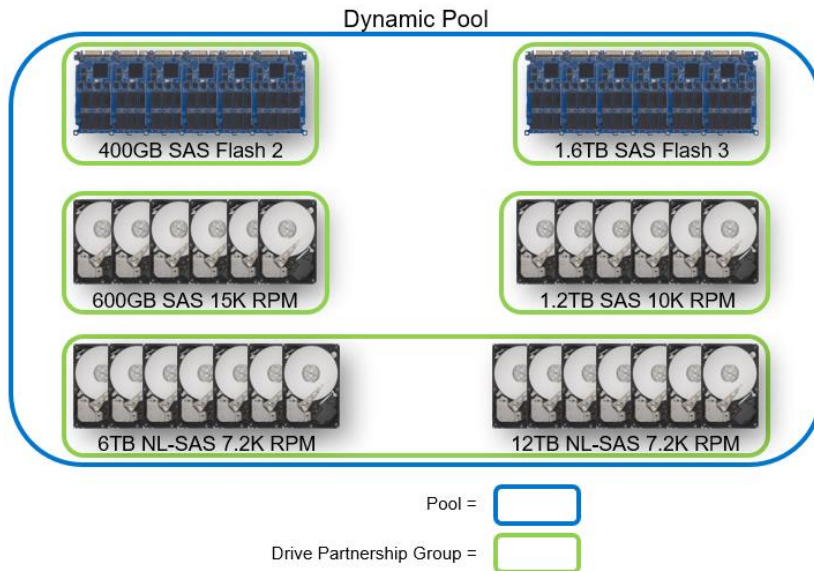 Dynamic Pool
400GB SAS Flash 2
1.6TB SAS Flash 3
600GB SAS 15K RPM
1.2TB SAS 10K RPM
6TB NL-SAS 7.2K RPM
12TB NL-SAS 7.2K RPM
Pool =
Drive Partnership Group =